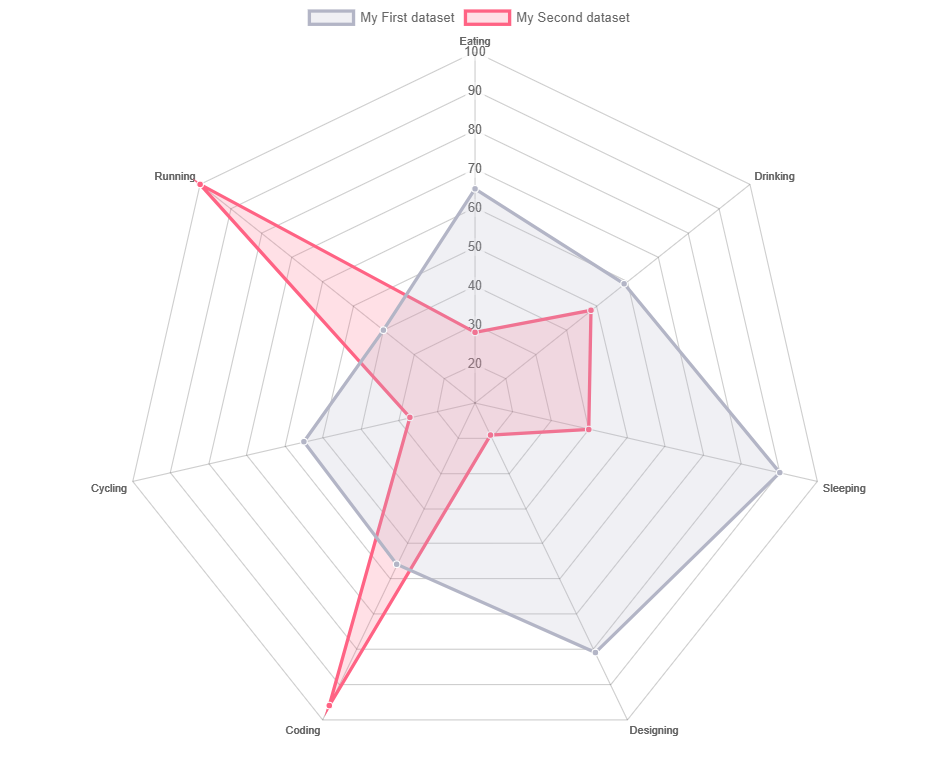 My First dataset My Second dataset
Eating
100
90
80
70
60
50
40
30
20
Running
Drinking
Cycling
Sleeping
Coding
Designing